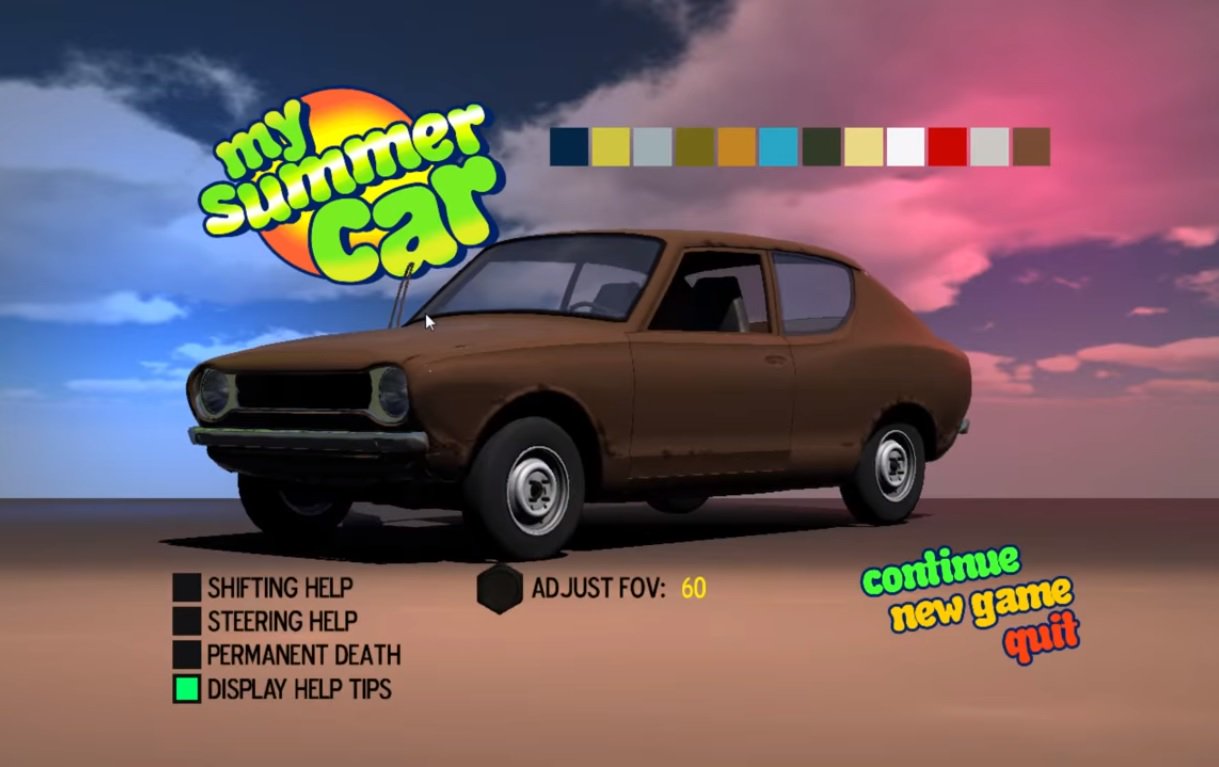 my
summer
car
SHIFTING HELP
STEERING HELP
PERMANENT DEATH
DISPLAY HELP TIPS
ADJUST FOV: 60
continue
new game
quit